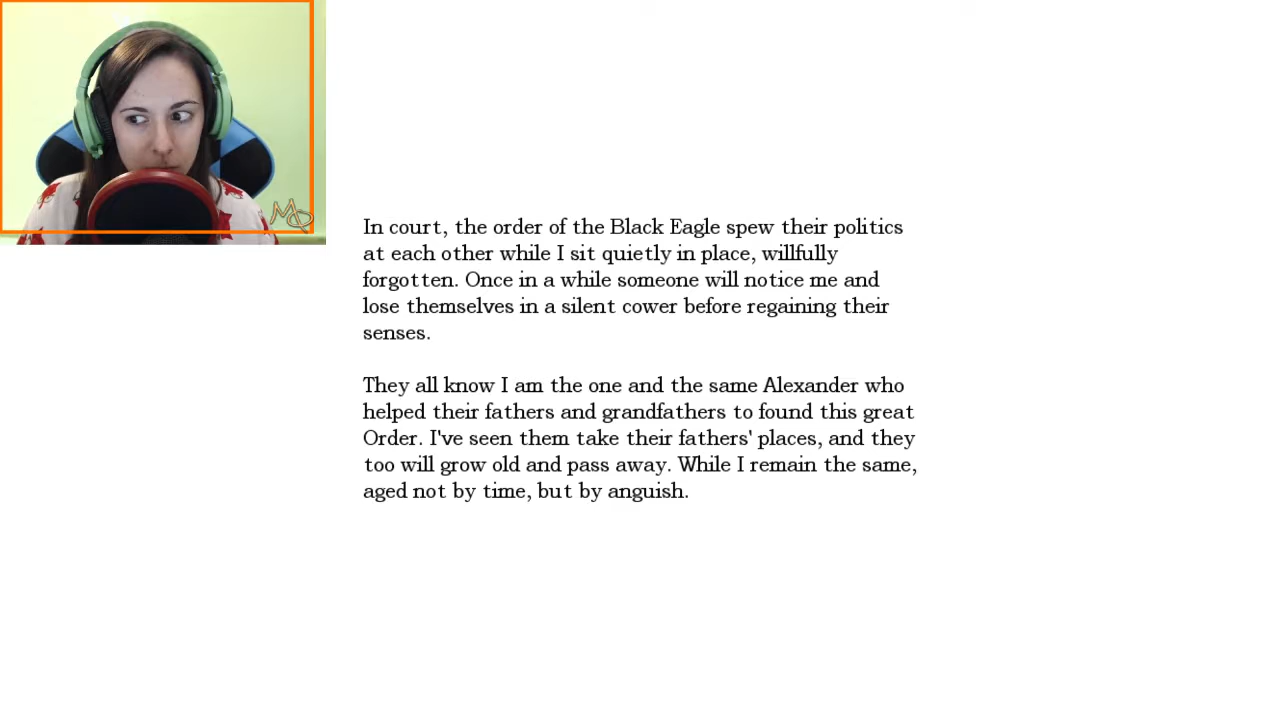 In court, the order of the Black Eagle spew their politics
at each other while I sit quietly in place, willfully
forgotten. Once in a while someone will notice me and
lose themselves in a silent cower before regaining their
senses.
They all know I am the one and the same Alexander who
helped their fathers and grandfathers to found this great
Order. I've seen them take their fathers' places, and they
too will grow old and pass away. While I remain the same,
aged not by time, but by anguish.